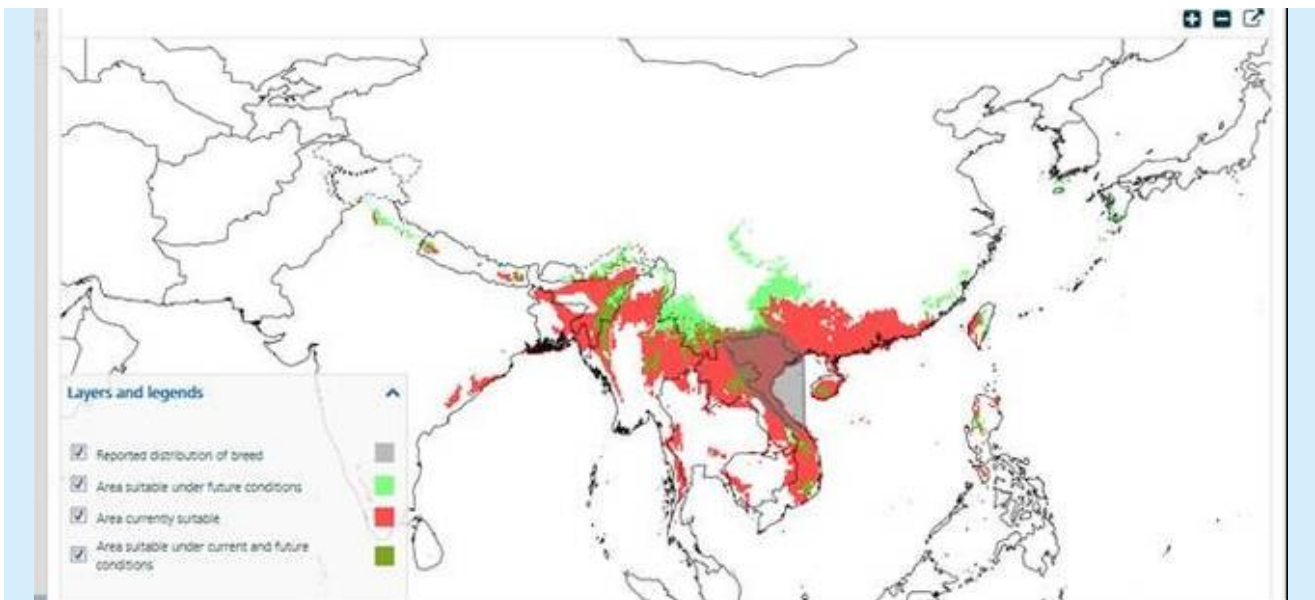 Layers and legends
Reported distribution of breed
Area suitable under future conditions
Area currently suitable
Area suitable under current and future
conditions